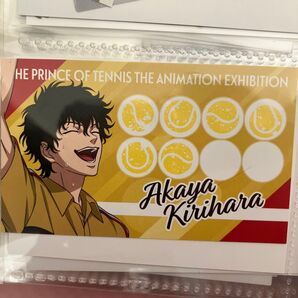 HE PRINCE OF TENNIS THE ANIMATION EXHIBITION
Akaya
Kirihara